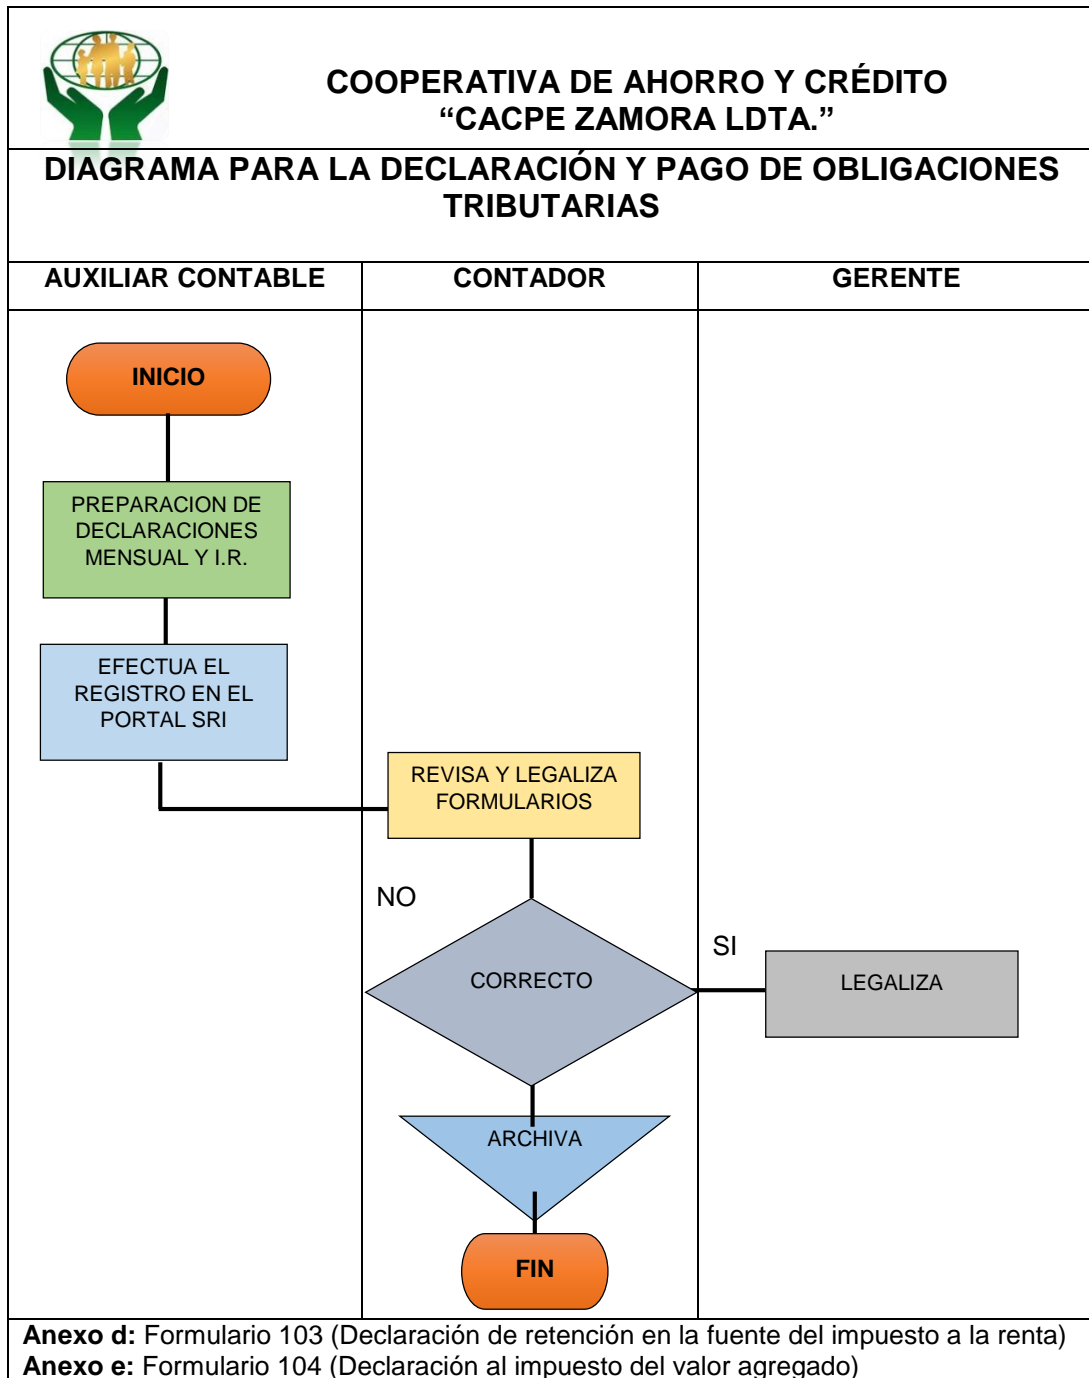 COOPERATIVA DE AHORRO Y CRÉDITO
“CACPE ZAMORA LDTA.”
DIAGRAMA PARA LA DECLARACIÓN Y PAGO DE OBLIGACIONES
TRIBUTARIAS
AUXILIAR CONTABLE
CONTADOR
GERENTE
INICIO
PREPARACION DE
DECLARACIONES
MENSUAL Y I.R.
EFECTUA EL
REGISTRO EN EL
PORTAL SRI
REVISA Y LEGALIZA
FORMULARIOS
NO
CORRECTO
SI
LEGALIZA
ARCHIVA
FIN
Anexo d: Formulario 103 (Declaración de retención en la fuente del impuesto a la renta)
Anexo e: Formulario 104 (Declaración al impuesto del valor agregado)